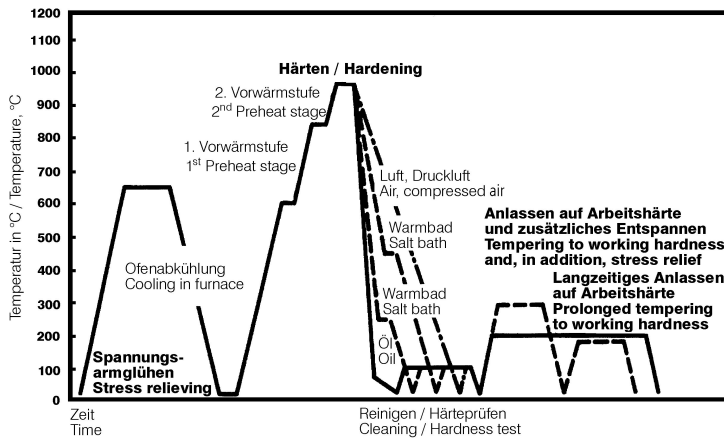 1200
1100
1000
900
800
700
600
500
400
300
200
100
0
Temperatur in °C / Temperature, °C
Härten / Hardening
2. Vorwärmstufe
2nd Preheat stage
1. Vorwärmstufe
1st Preheat stage
Luft, Druckluft
Air, compressed air
Warmbad
Salt bath
Warmbad
Salt bath
Öl
Oil
Ofenabkühlung
Cooling in furnace
Spannungs-
armglühen
Stress relieving
Anlassen auf Arbeitshärte
und zusätzliches Entspannen
Tempering to working hardness
and, in addition, stress relief
Langzeitiges Anlassen
auf Arbeitshärte
Prolonged tempering
to working hardness
Zeit
Time
Reinigen / Härteprüfen
Cleaning / Hardness test